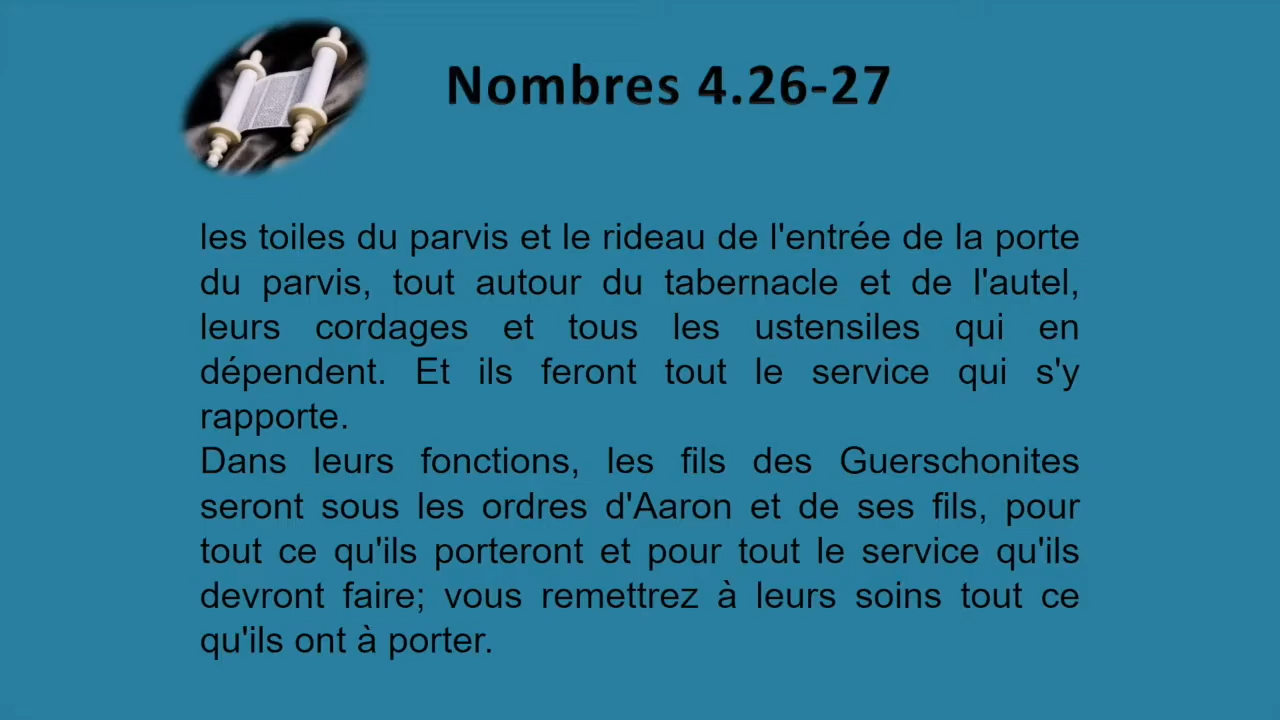 Nombres 4.26-27
les toiles du parvis et le rideau de l'entrée de la porte
du parvis, tout autour du tabernacle et de l'autel,
leurs cordages et tous les ustensiles qui en
dépendent. Et ils feront tout le service qui s'y
rapporte.
Dans leurs fonctions, les fils des Guerschonites
seront sous les ordres d'Aaron et de ses fils, pour
tout ce qu'ils porteront et pour tout le service qu'ils
devront faire; vous remettrez à leurs soins tout ce
qu'ils ont à porter.